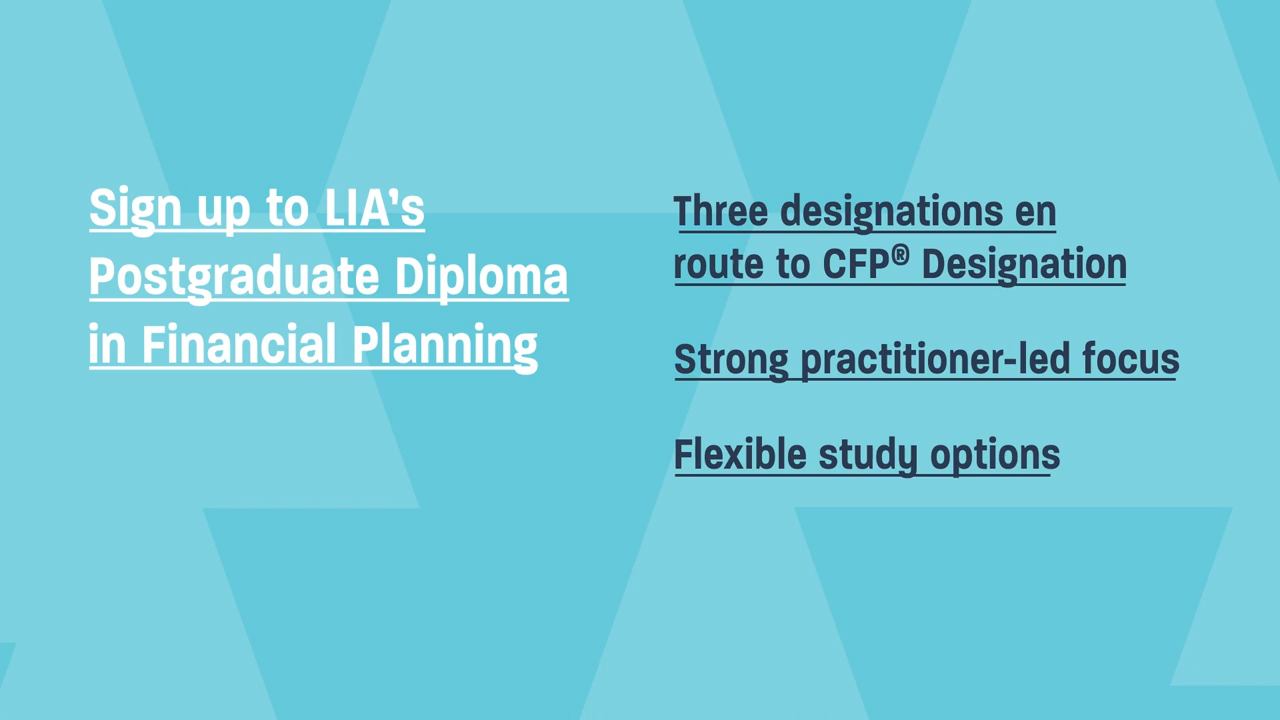 Sign up to LIA’s
Postgraduate Diploma
in Financial Planning
Three designations en
route to CFP® Designation
Strong practitioner-led focus
Flexible study options